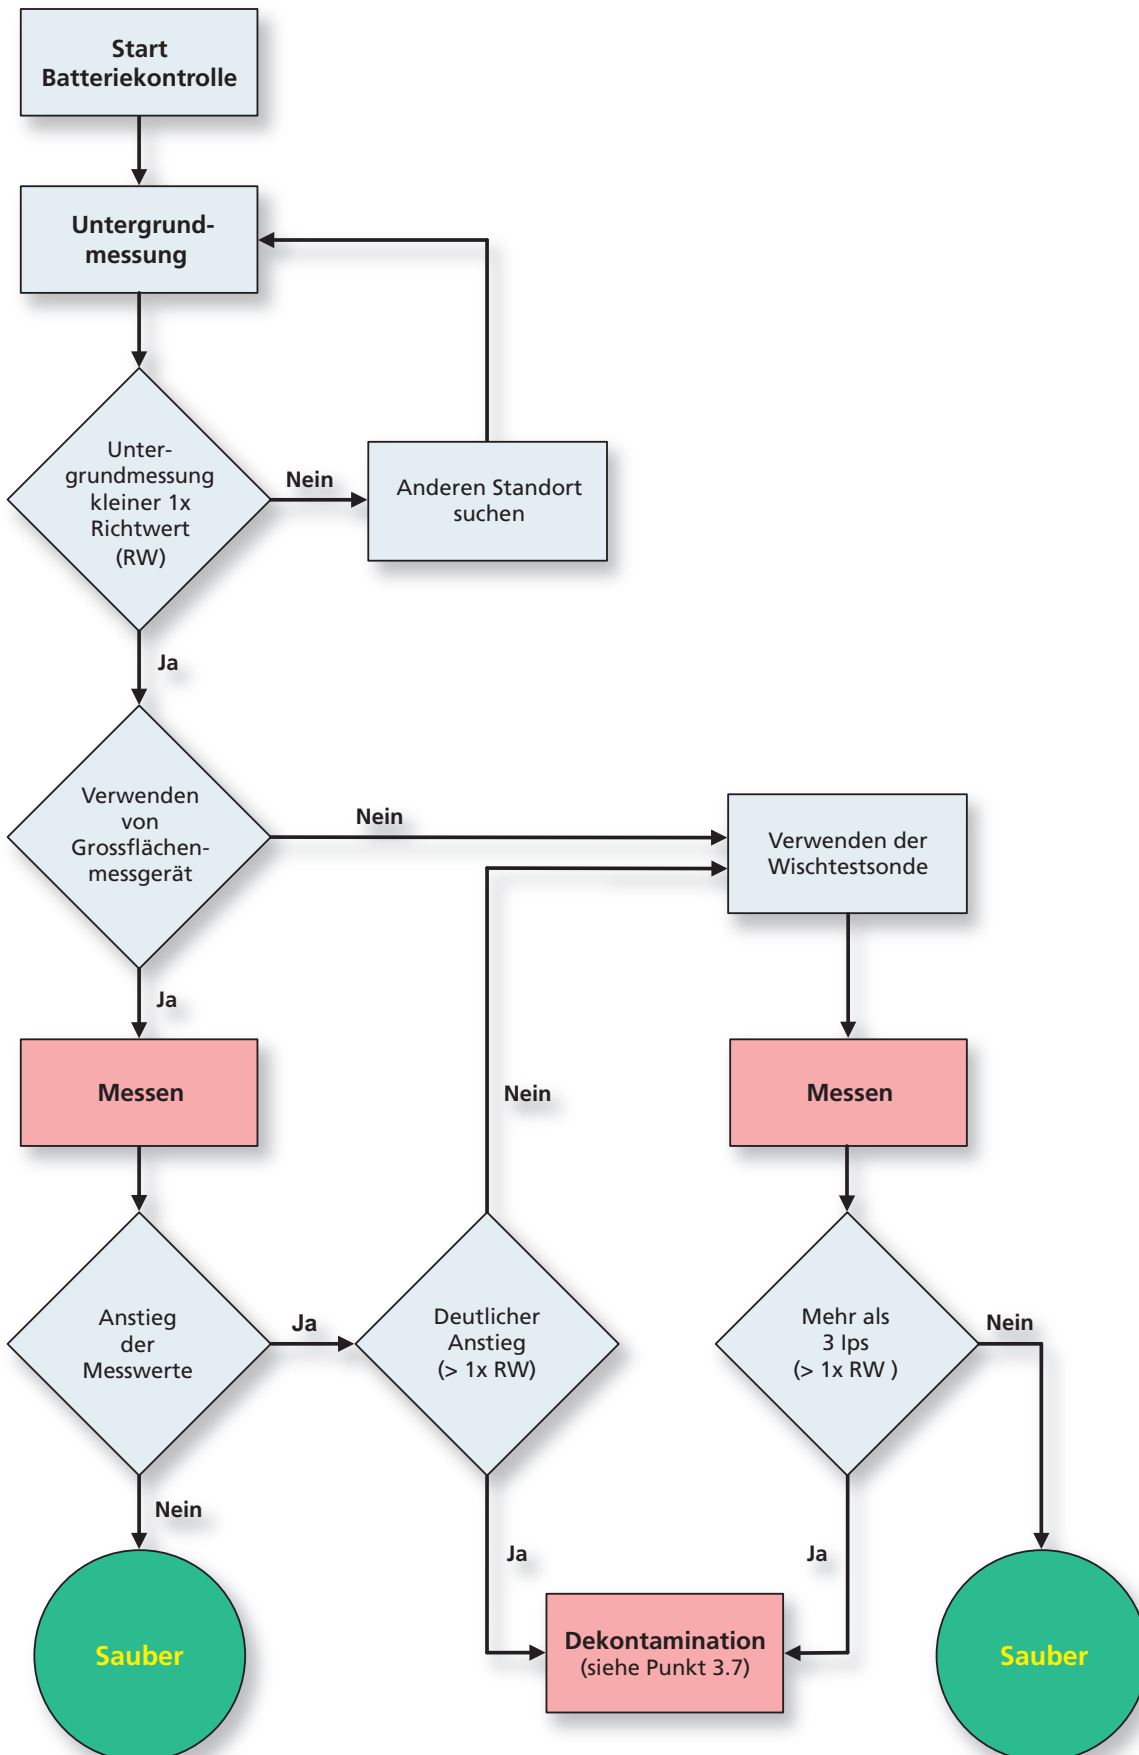 Start
Batteriekontrolle
Untergrund-
messung
Unter-
grundmessung
kleiner 1x
Richtwert
(RW)
Nein
Anderen Standort
suchen
Ja
Verwenden
von
Grossflächen-
messgerät
Nein
Verwenden der
Wischtestsonde
Ja
Messen
Nein
Messen
Anstieg
der
Messwerte
Ja
Deutlicher
Anstieg
(> 1x RW)
Mehr als
3 Ips
(> 1x RW )
Nein
Nein
Ja
Ja
Sauber
Dekontamination
(siehe Punkt 3.7)
Sauber